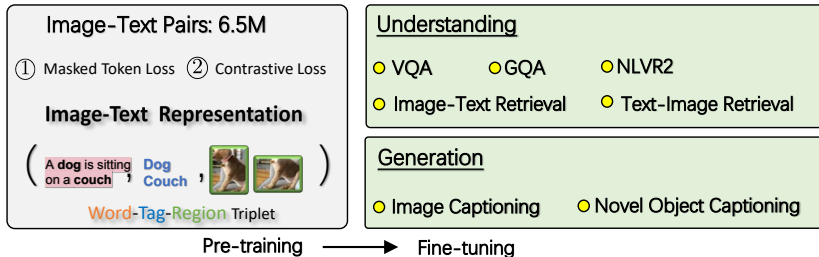 Image-Text Pairs: 6.5M
① Masked Token Loss ② Contrastive Loss
Image-Text Representation
( A dog is sitting on a couch , Dog Couch , )
Word-Tag-Region Triplet
Understanding
VQA GQA NLVR2
Image-Text Retrieval Text-Image Retrieval
Generation
Image Captioning Novel Object Captioning
Pre-training Fine-tuning